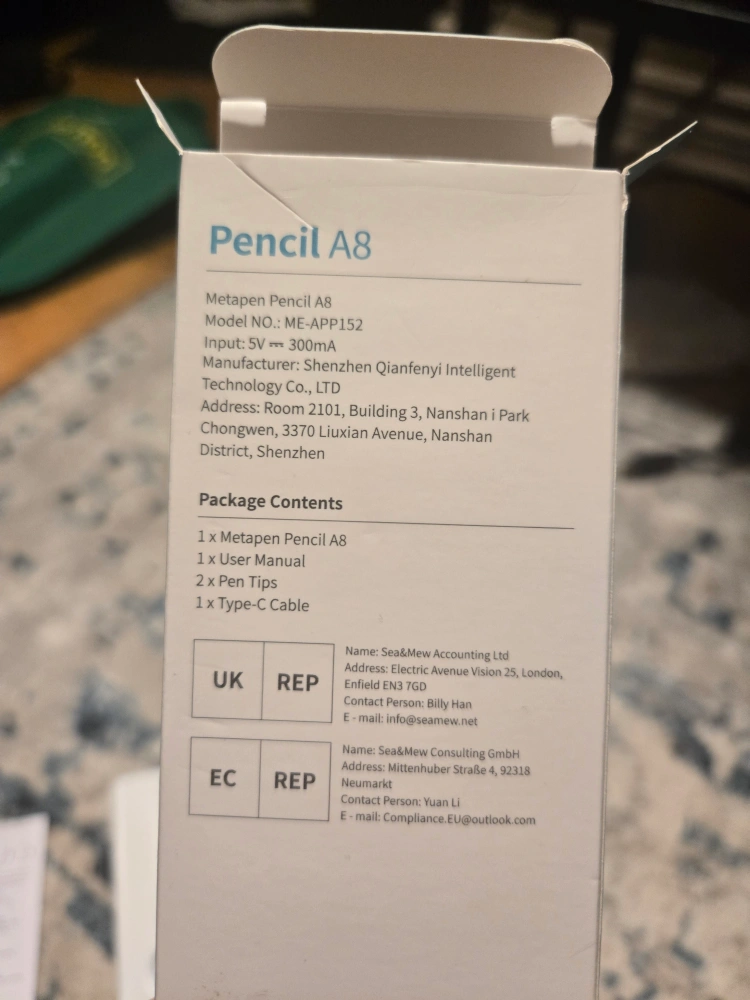 Pencil A8
Metapen Pencil A8
Model NO.: ME-APP152
Input: 5V ⎓ 300mA
Manufacturer: Shenzhen Qianfenyi Intelligent
Technology Co., LTD
Address: Room 2101, Building 3, Nanshan i Park
Chongwen, 3370 Liuxian Avenue, Nanshan
District, Shenzhen
Package Contents
1 x Metapen Pencil A8
1 x User Manual
2 x Pen Tips
1 x Type-C Cable
UK REP
Name: Sea&Mew Accounting Ltd
Address: Electric Avenue Vision 25, London,
Enfield EN3 7GD
Contact Person: Billy Han
E - mail: info@seamew.net
EC REP
Name: Sea&Mew Consulting GmbH
Address: Mittenhuber Straße 4, 92318
Neumarkt
Contact Person: Yuan Li
E - mail: Compliance.EU@outlook.com